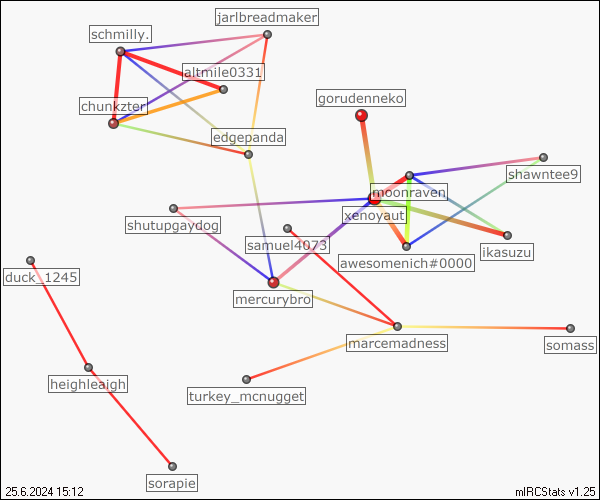 jarlbreadmaker
schmilly.
altmile0331
gorudenneko
chunkzter
edgepanda
shawntee9
moonraven
xenoyaut
shutupgaydog
samuel4073
ikasuzu
awesomenich#0000
duck_1245
mercurybro
marcemadness
somass
heighleaigh
turkey_mcnugget
sorapie
25.6.2024 15:12
mIRCStats v1.25